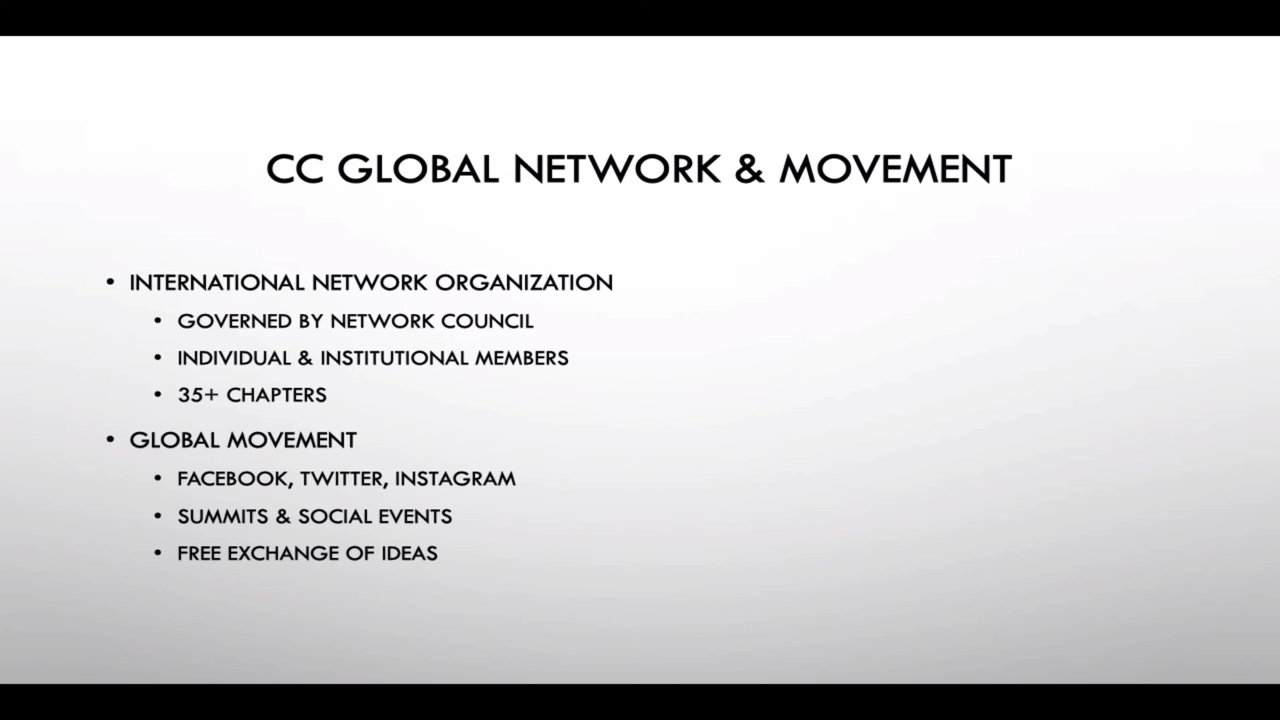 CC GLOBAL NETWORK & MOVEMENT
• INTERNATIONAL NETWORK ORGANIZATION
• GOVERNED BY NETWORK COUNCIL
• INDIVIDUAL & INSTITUTIONAL MEMBERS
• 35+ CHAPTERS
• GLOBAL MOVEMENT
• FACEBOOK, TWITTER, INSTAGRAM
• SUMMITS & SOCIAL EVENTS
• FREE EXCHANGE OF IDEAS